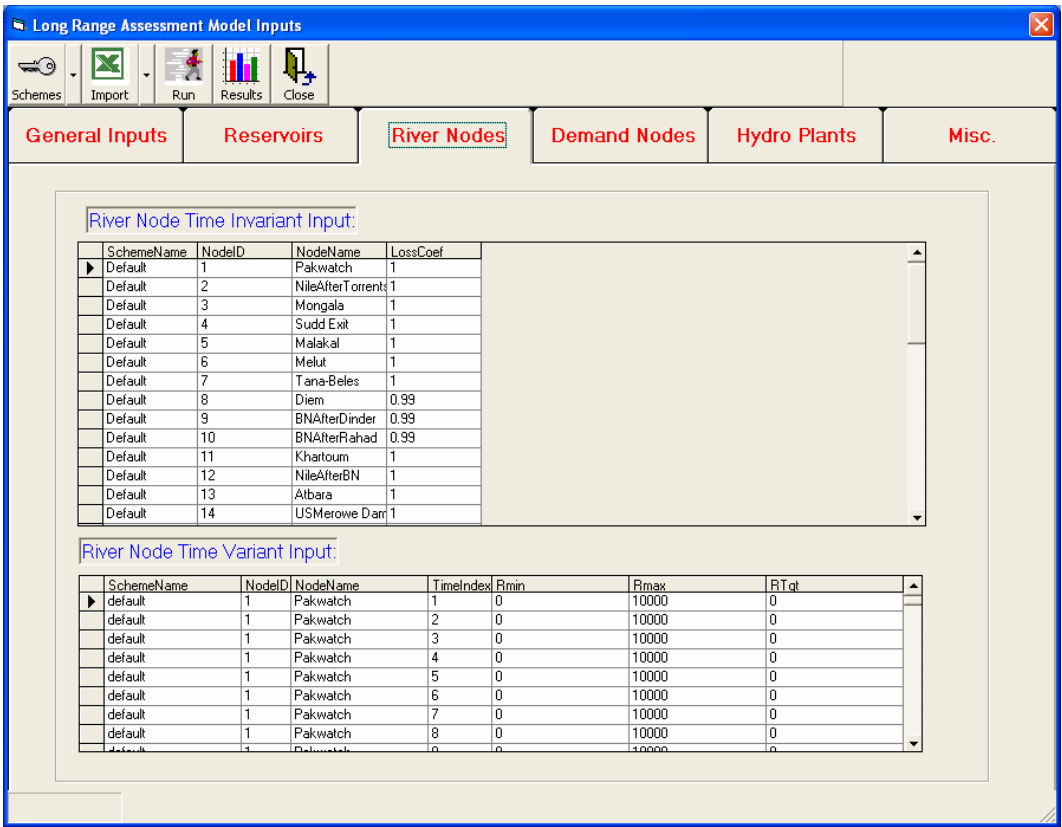 Long Range Assessment Model Inputs
Schemes Import Run Results Close
General Inputs Reservoirs River Nodes Demand Nodes Hydro Plants Misc.
River Node Time Invariant Input:
SchemeName NodeID NodeName LossCoef
Default 1 Pakwatch 1
Default 2 NileAfterTorrents 1
Default 3 Mongala 1
Default 4 Sudd Exit 1
Default 5 Malakal 1
Default 6 Melut 1
Default 7 Tana-Beles 1
Default 8 Diem 0.99
Default 9 BNAfterDinder 0.99
Default 10 BNAfterRahad 0.99
Default 11 Khartoum 1
Default 12 NileAfterBN 1
Default 13 Atbara 1
Default 14 USMerowe Dam 1
River Node Time Variant Input:
SchemeName NodeID NodeName TimeIndex Rmin Rmax RTgt
default 1 Pakwatch 1 0 10000 0
default 1 Pakwatch 2 0 10000 0
default 1 Pakwatch 3 0 10000 0
default 1 Pakwatch 4 0 10000 0
default 1 Pakwatch 5 0 10000 0
default 1 Pakwatch 6 0 10000 0
default 1 Pakwatch 7 0 10000 0
default 1 Pakwatch 8 0 10000 0